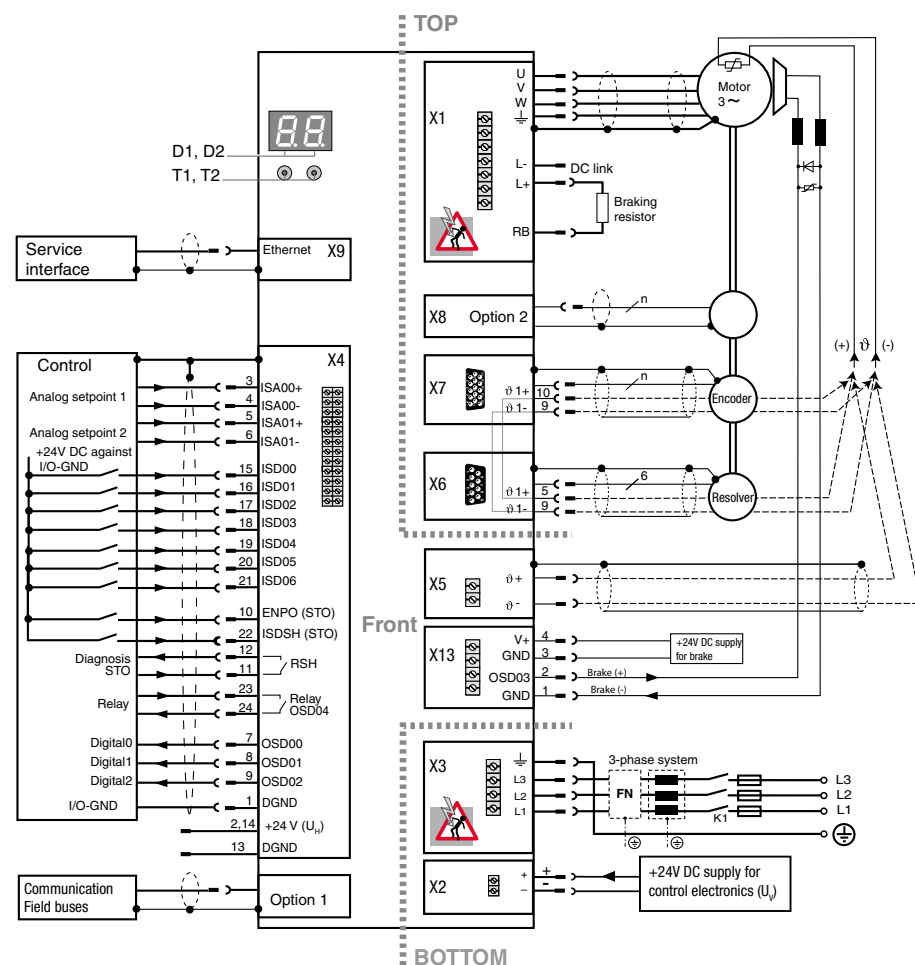 TOP
D1, D2
T1, T2
Service
interface
Ethernet
X9
X1
U
V
W
L-
L+
RB
DC link
Braking
resistor
Motor
3 ~
X8
Option 2
n
X7
ϑ 1+
10
ϑ 1-
9
n
Encoder
X6
ϑ 1+
5
ϑ 1-
9
6
Resolver
(+)
ϑ
(-)
Control
X4
Analog setpoint 1
3
ISA00+
4
ISA00-
Analog setpoint 2
5
ISA01+
6
ISA01-
+24V DC against
I/O-GND
15
ISD00
16
ISD01
17
ISD02
18
ISD03
19
ISD04
20
ISD05
21
ISD06
10
ENPO (STO)
22
ISDSH (STO)
Diagnosis
STO
12
11
RSH
Relay
23
24
Relay
OSD04
Digital0
7
OSD00
Digital1
8
OSD01
Digital2
9
OSD02
I/O-GND
1
DGND
2,14
+24 V (UH)
13
DGND
Communication
Field buses
Option 1
Front
X5
ϑ +
ϑ -
X13
V+
4
GND
3
OSD03
2
GND
1
+24V DC supply
for brake
Brake (+)
Brake (-)
X3
L3
L2
L1
3-phase system
FN
K1
L3
L2
L1
X2
+
–
+
-
+24V DC supply for
control electronics (UV)
BOTTOM